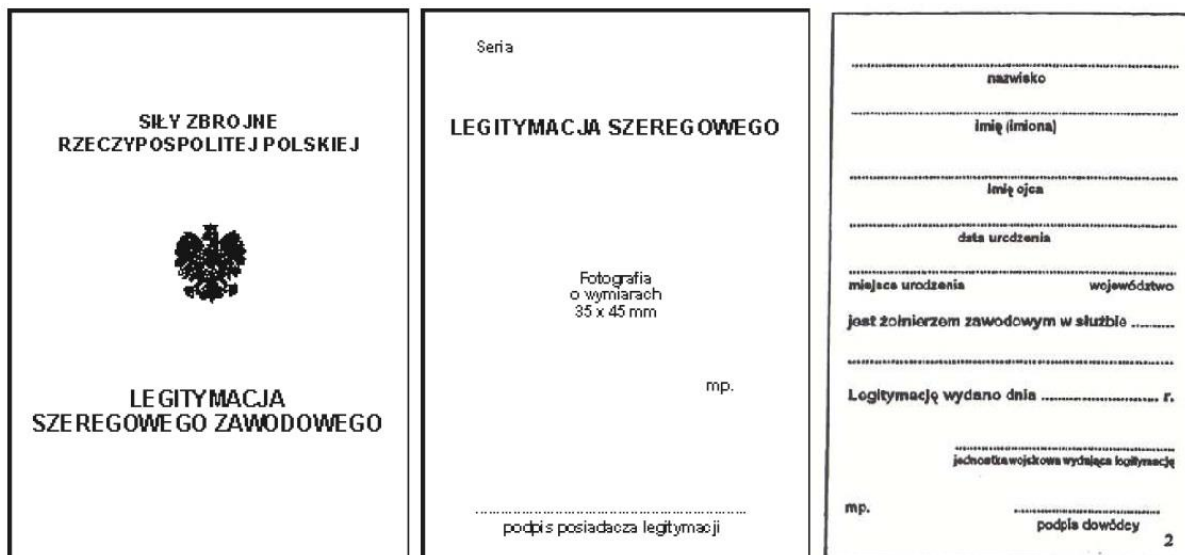 SIŁY ZBROJNE
RZECZYPOSPOLITEJ POLSKIEJ
LEGITYMACJA
SZEREGOWEGO ZAWODOWEGO
Seria
LEGITYMACJA SZEREGOWEGO
Fotografia
o wymiarach
35 x 45 mm
mp.
podpis posiadacza legitymacji
nazwisko
imię (imiona)
imię ojca
data urodzenia
miejsce urodzenia województwo
jest żołnierzem zawodowym w służbie ..........
Legitymację wydano dnia .......................... r.
jednostka wojskowa wydająca legitymację
mp.
podpis dowódcy
2